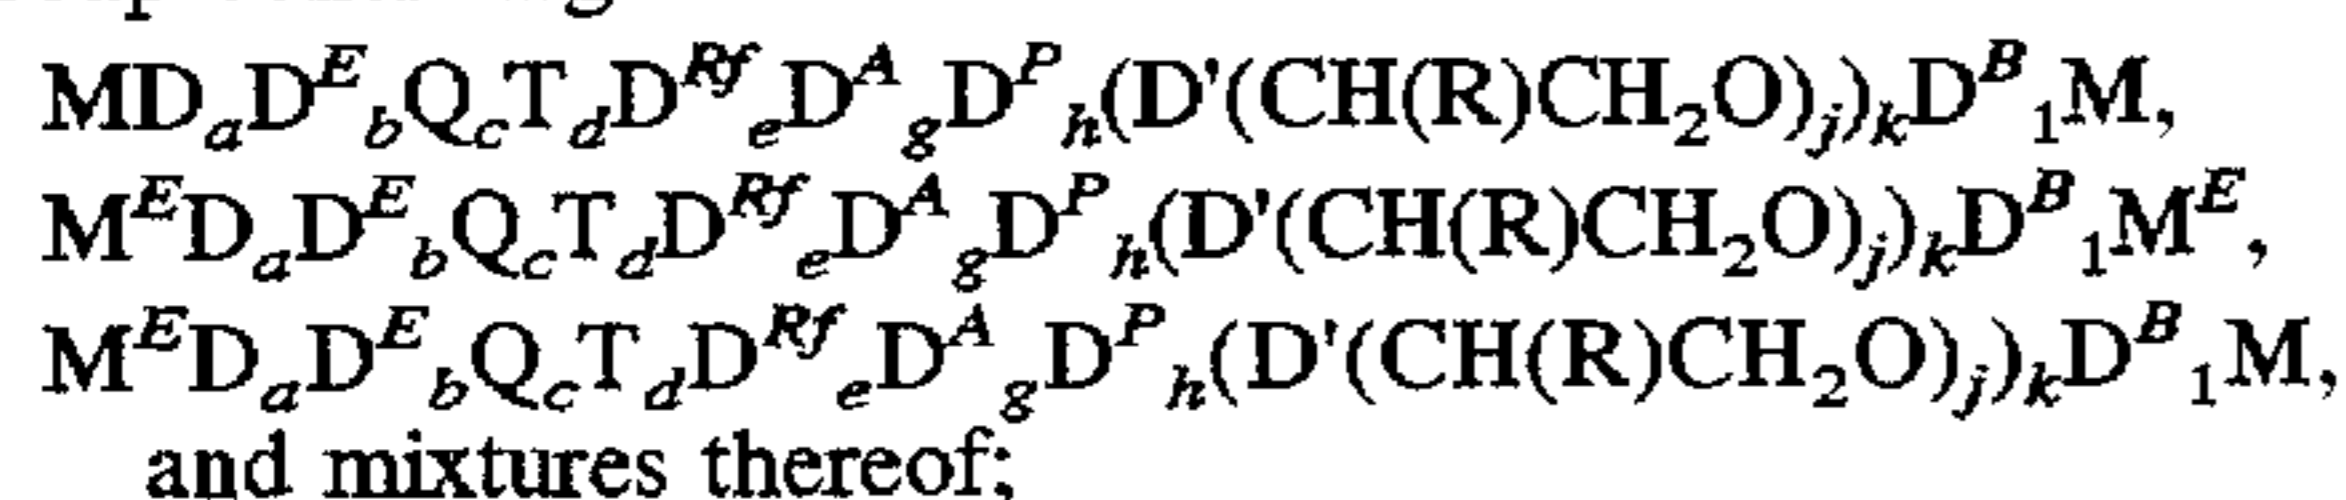 MD_aD^E_bQ_cT_dD^Rf_eD^A_gD^P_h(D'(CH(R)CH_2O)_j)_kD^B_1M,
M^ED_aD^E_bQ_cT_dD^Rf_eD^A_gD^P_h(D'(CH(R)CH_2O)_j)_kD^B_1M^E,
M^ED_aD^E_bQ_cT_dD^Rf_eD^A_gD^P_h(D'(CH(R)CH_2O)_j)_kD^B_1M,
and mixtures thereof;